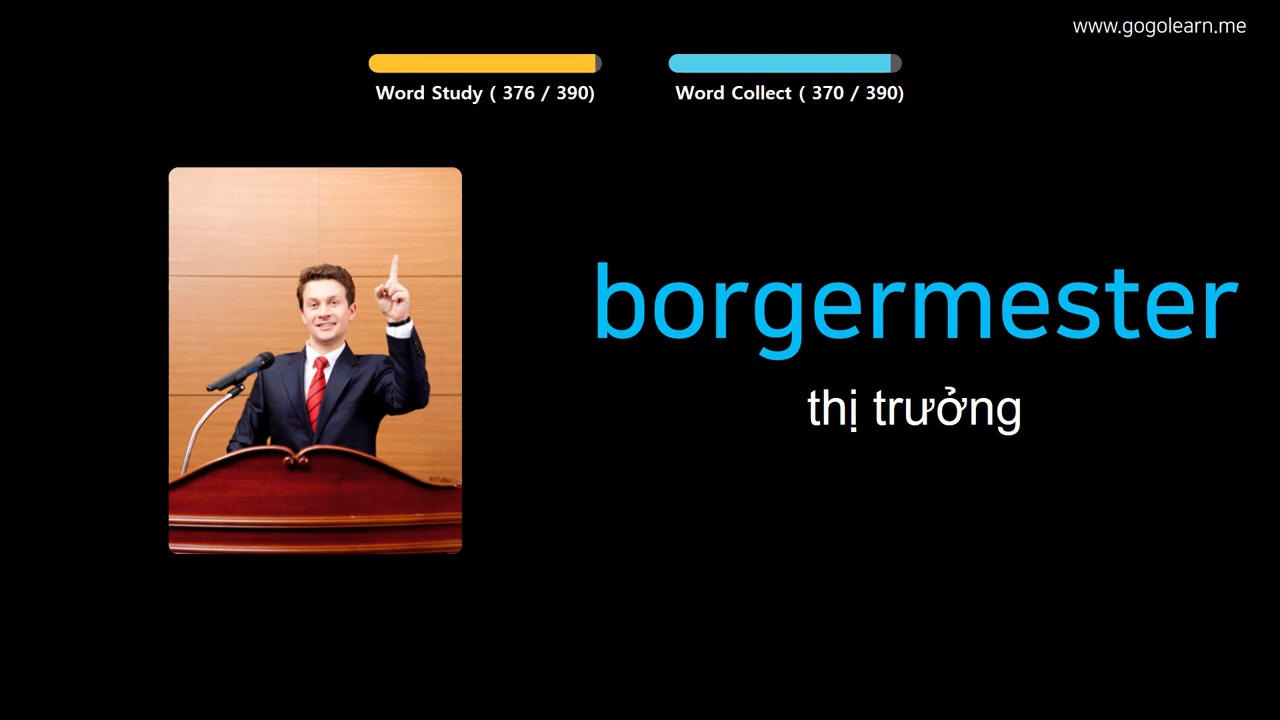 www.gogolearn.me
Word Study ( 376 / 390)
Word Collect ( 370 / 390)
borgermester
thị trưởng